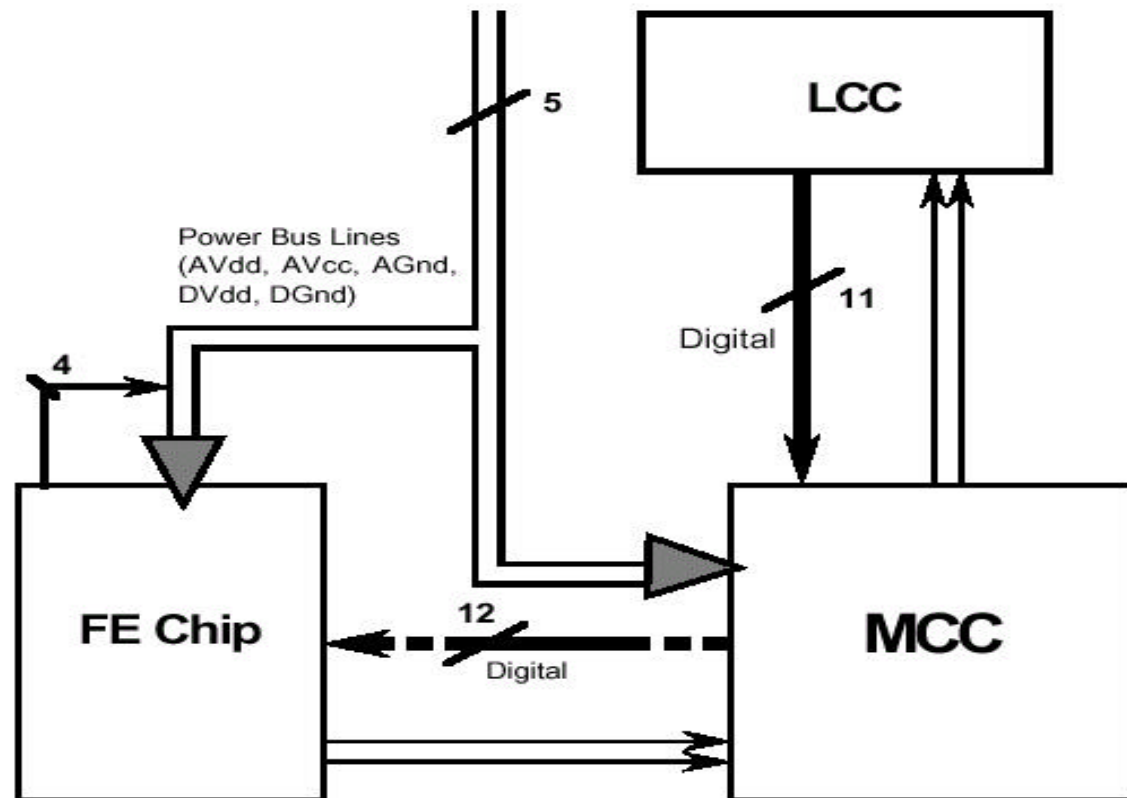 LCC
5
Power Bus Lines
(AVdd, AVcc, AGnd,
DVdd, DGnd)
11
Digital
4
FE Chip
12
Digital
MCC